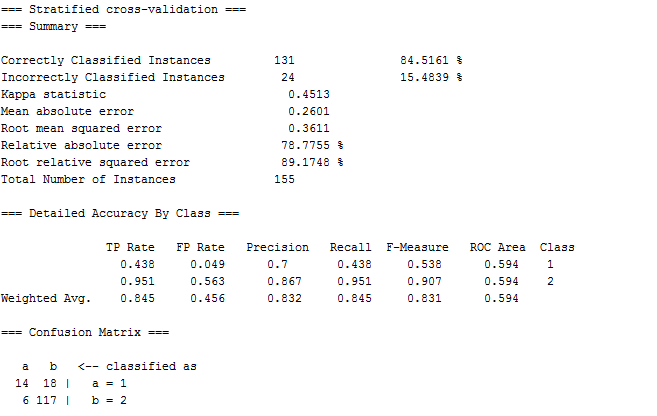 === Stratified cross-validation ===
=== Summary ===
Correctly Classified Instances 131 84.5161 %
Incorrectly Classified Instances 24 15.4839 %
Kappa statistic 0.4513
Mean absolute error 0.2601
Root mean squared error 0.3611
Relative absolute error 78.7755 %
Root relative squared error 89.1748 %
Total Number of Instances 155
=== Detailed Accuracy By Class ===
TP Rate FP Rate Precision Recall F-Measure ROC Area Class
0.438 0.049 0.7 0.438 0.538 0.594 1
0.951 0.563 0.867 0.951 0.907 0.594 2
Weighted Avg. 0.845 0.456 0.832 0.845 0.831 0.594
=== Confusion Matrix ===
a b <-- classified as
14 18 | a = 1
6 117 | b = 2